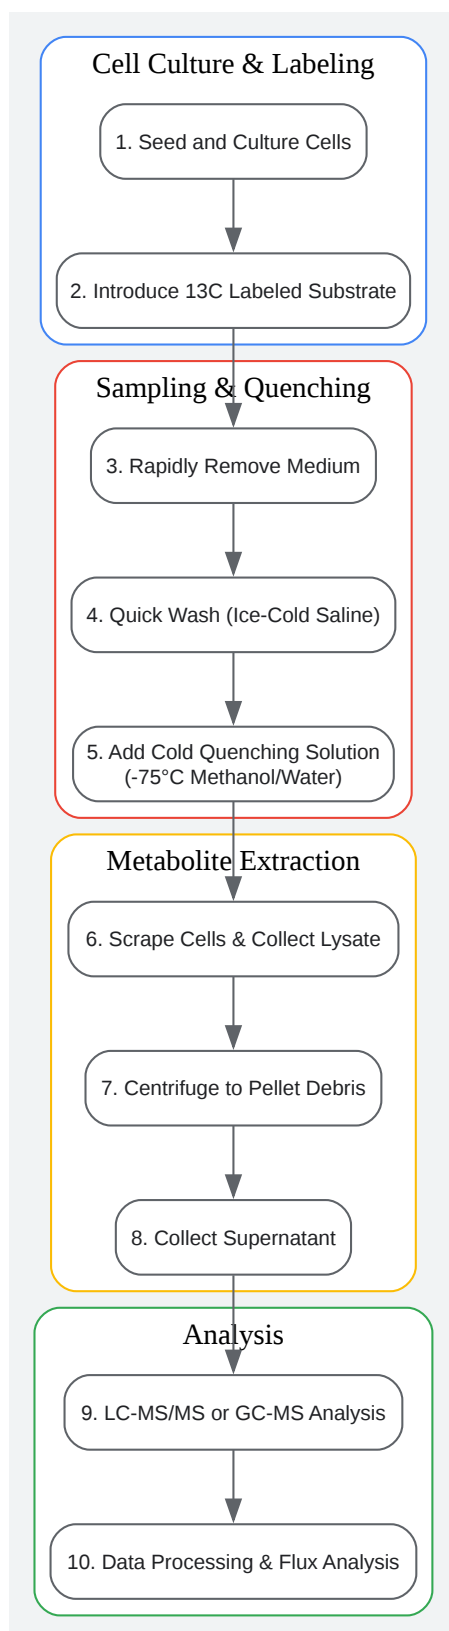 Cell Culture & Labeling
1. Seed and Culture Cells
2. Introduce 13C Labeled Substrate
Sampling & Quenching
3. Rapidly Remove Medium
4. Quick Wash (Ice-Cold Saline)
5. Add Cold Quenching Solution
(-75°C Methanol/Water)
Metabolite Extraction
6. Scrape Cells & Collect Lysate
7. Centrifuge to Pellet Debris
8. Collect Supernatant
Analysis
9. LC-MS/MS or GC-MS Analysis
10. Data Processing & Flux Analysis